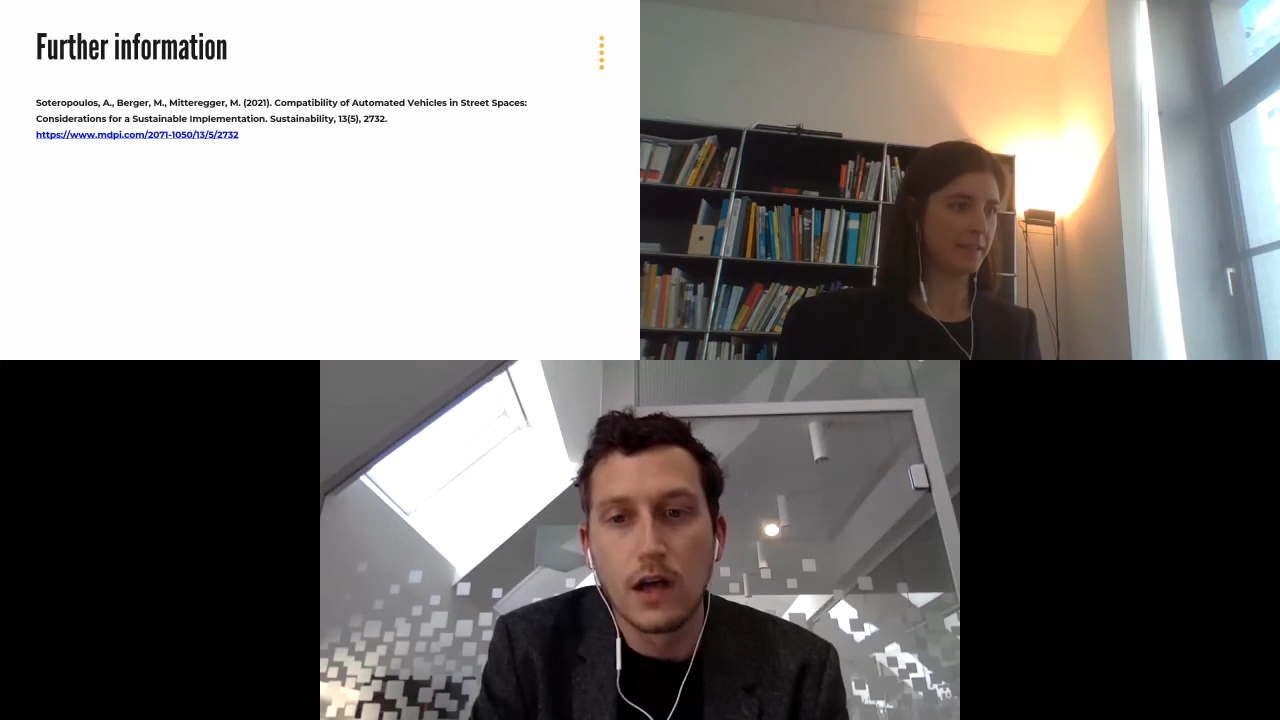 Further information
Soteropoulos, A., Berger, M., Mitteregger, M. (2021). Compatibility of Automated Vehicles in Street Spaces:
Considerations for a Sustainable Implementation. Sustainability, 13(5), 2732.
https://www.mdpi.com/2071-1050/13/5/2732